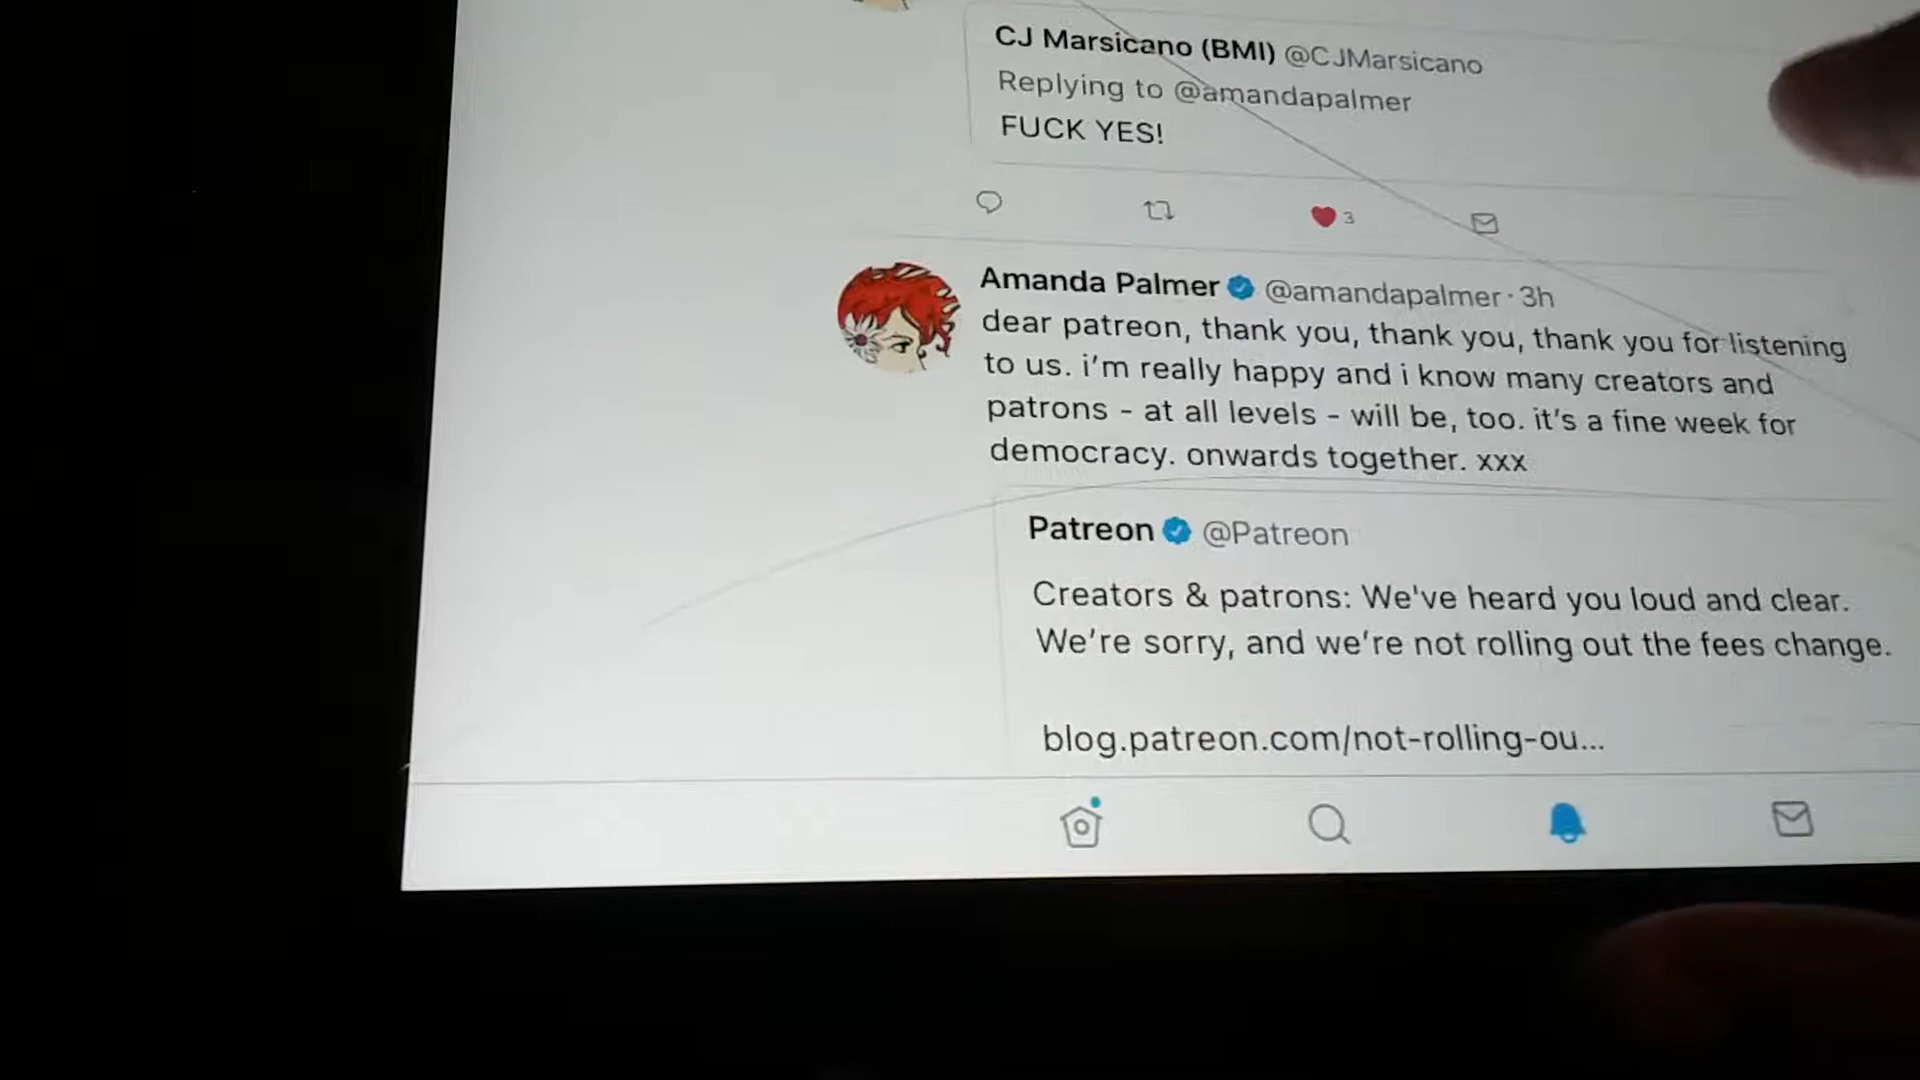 CJ Marsicano (BMI) @CJMarsicano
Replying to @amandapalmer
FUCK YES!
3
Amanda Palmer @amandapalmer · 3h
dear patreon, thank you, thank you, thank you for listening
to us. i’m really happy and i know many creators and
patrons - at all levels - will be, too. it’s a fine week for
democracy. onwards together. xxx
Patreon @Patreon
Creators & patrons: We've heard you loud and clear.
We’re sorry, and we’re not rolling out the fees change.
blog.patreon.com/not-rolling-ou...